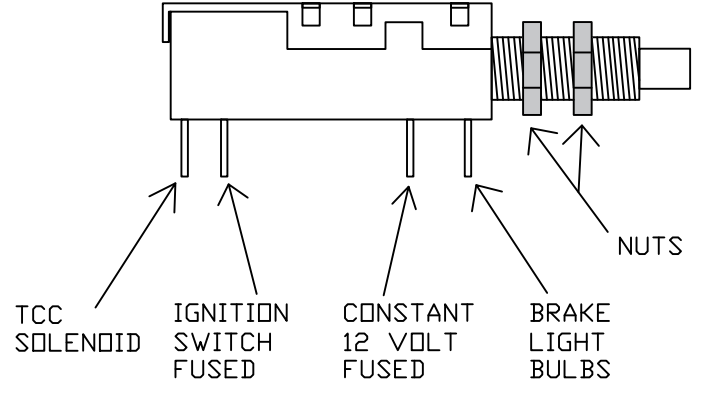 NUTS
TCC
SOLENOID
IGNITION
SWITCH
FUSED
CONSTANT
12 VOLT
FUSED
BRAKE
LIGHT
BULBS